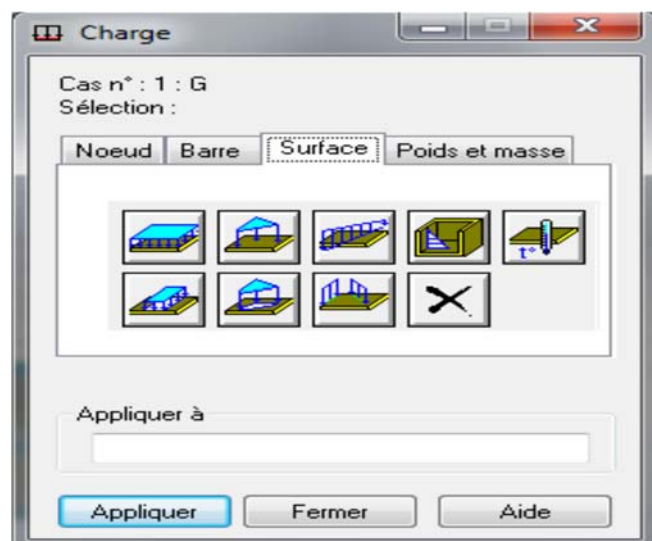 Charge
Cas n° : 1 : G
Sélection :
Noeud Barre Surface Poids et masse
t°
Appliquer à
Appliquer Fermer Aide